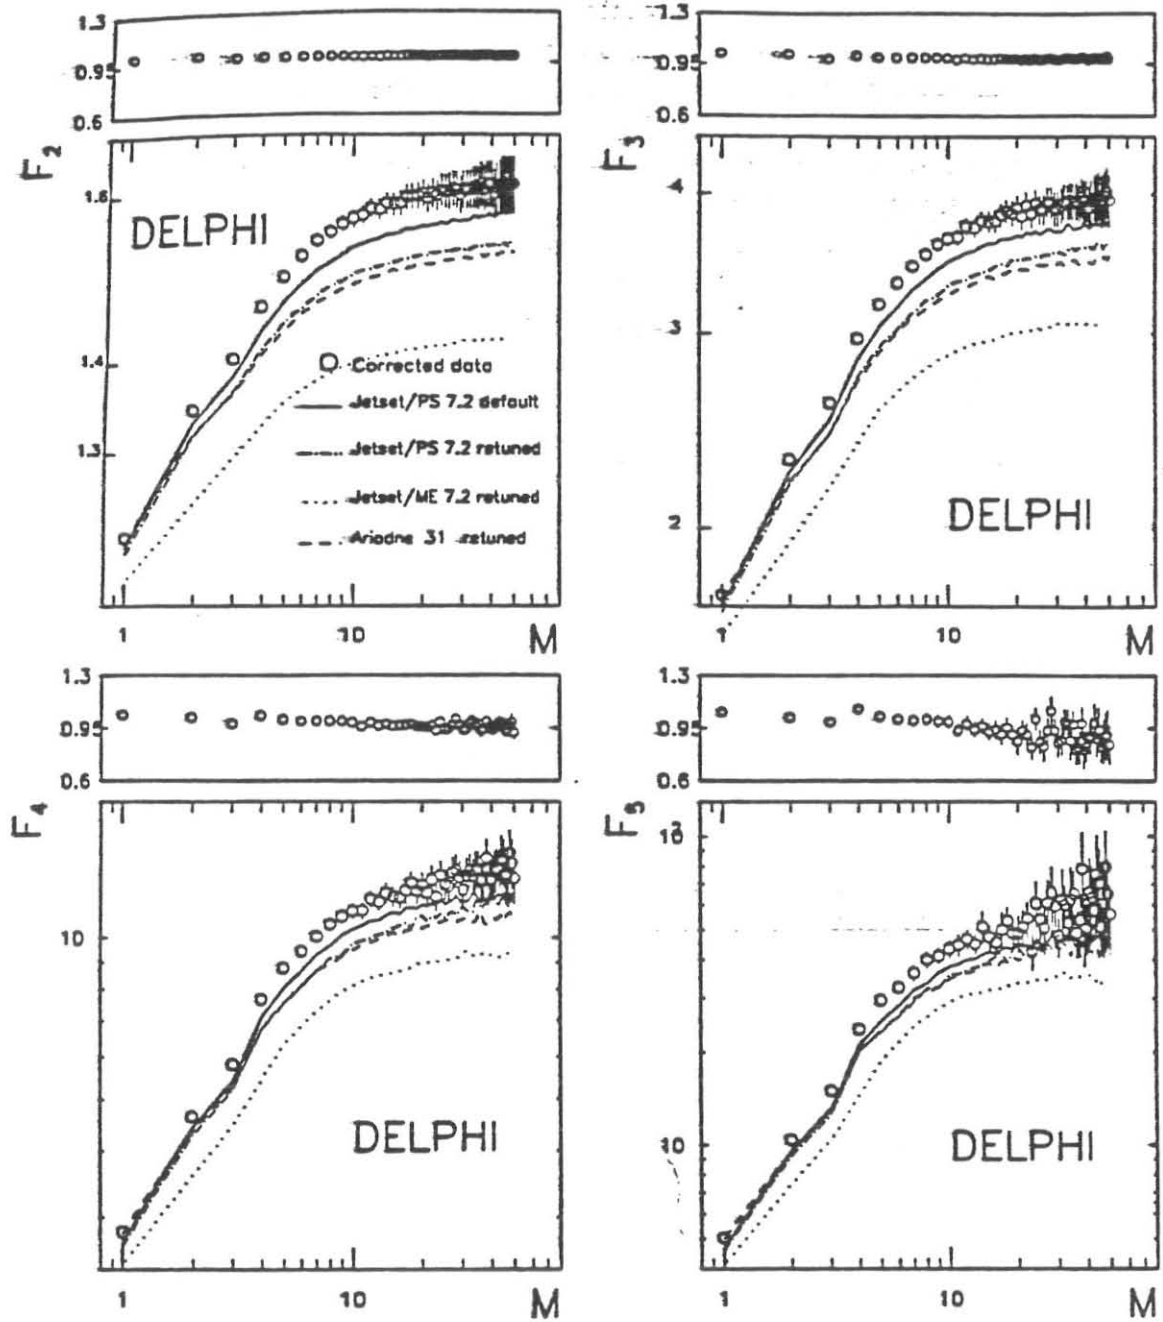 1.3
0.95
0.6
F2
1.6
1.4
1.3
DELPHI
Corrected data
Jetset/PS 7.2 default
Jetset/PS 7.2 retuned
Jetset/ME 7.2 retuned
Ariadne 31 retuned
1
10
M
1.3
0.95
0.6
F3
4
3
2
DELPHI
1
10
M
1.3
0.95
0.6
F4
10
DELPHI
1
10
M
1.3
0.95
0.6
F5
10²
10
DELPHI
1
10
M